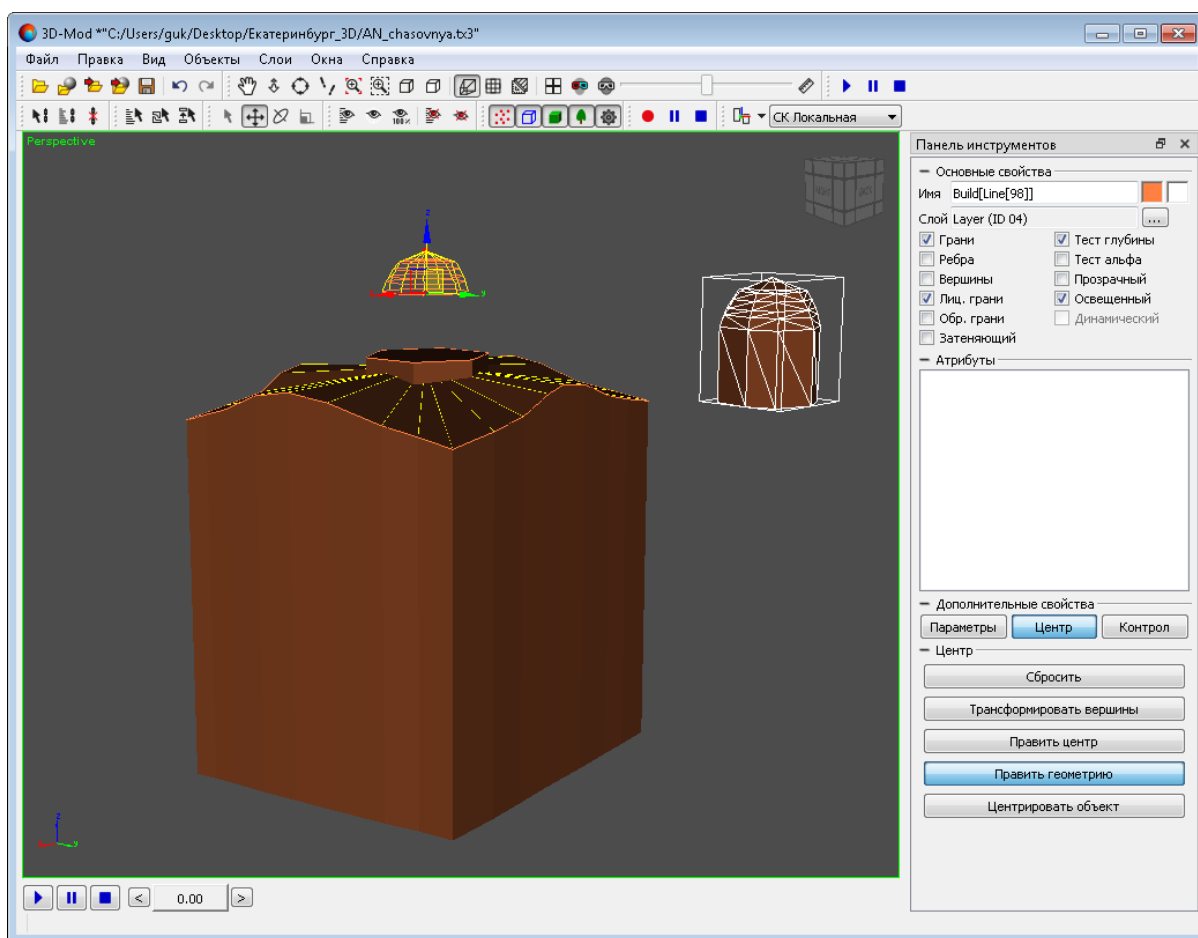 3D-Mod *"C:/Users/guk/Desktop/Екатеринбург_3D/AN_chasovnya.tx3"
Файл Правка Вид Объекты Слои Окна Справка
100%
СК Локальная
Perspective
Панель инструментов
Основные свойства
Имя Build[Line[98]]
Слой Layer (ID 04) ...
Грани Тест глубины
Ребра Тест альфа
Вершины Прозрачный
Лиц. грани Освещенный
Обр. грани Динамический
Затеняющий
Атрибуты
Дополнительные свойства
Параметры Центр Контрол
Центр
Сбросить
Трансформировать вершины
Править центр
Править геометрию
Центрировать объект
z
y
z
y
< 0.00 >